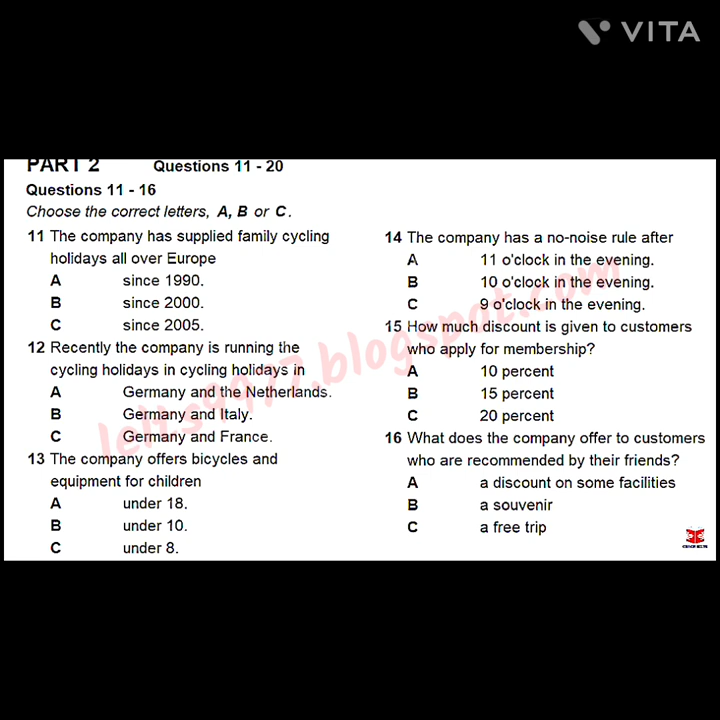 VITA
PART 2 Questions 11 - 20
Questions 11 - 16
Choose the correct letters, A, B or C.
11 The company has supplied family cycling
holidays all over Europe
A since 1990.
B since 2000.
C since 2005.
12 Recently the company is running the
cycling holidays in cycling holidays in
A Germany and the Netherlands.
B Germany and Italy.
C Germany and France.
13 The company offers bicycles and
equipment for children
A under 18.
B under 10.
C under 8.
14 The company has a no-noise rule after
A 11 o'clock in the evening.
B 10 o'clock in the evening.
C 9 o'clock in the evening.
15 How much discount is given to customers
who apply for membership?
A 10 percent
B 15 percent
C 20 percent
16 What does the company offer to customers
who are recommended by their friends?
A a discount on some facilities
B a souvenir
C a free trip
Ielts9477.blogspot.com